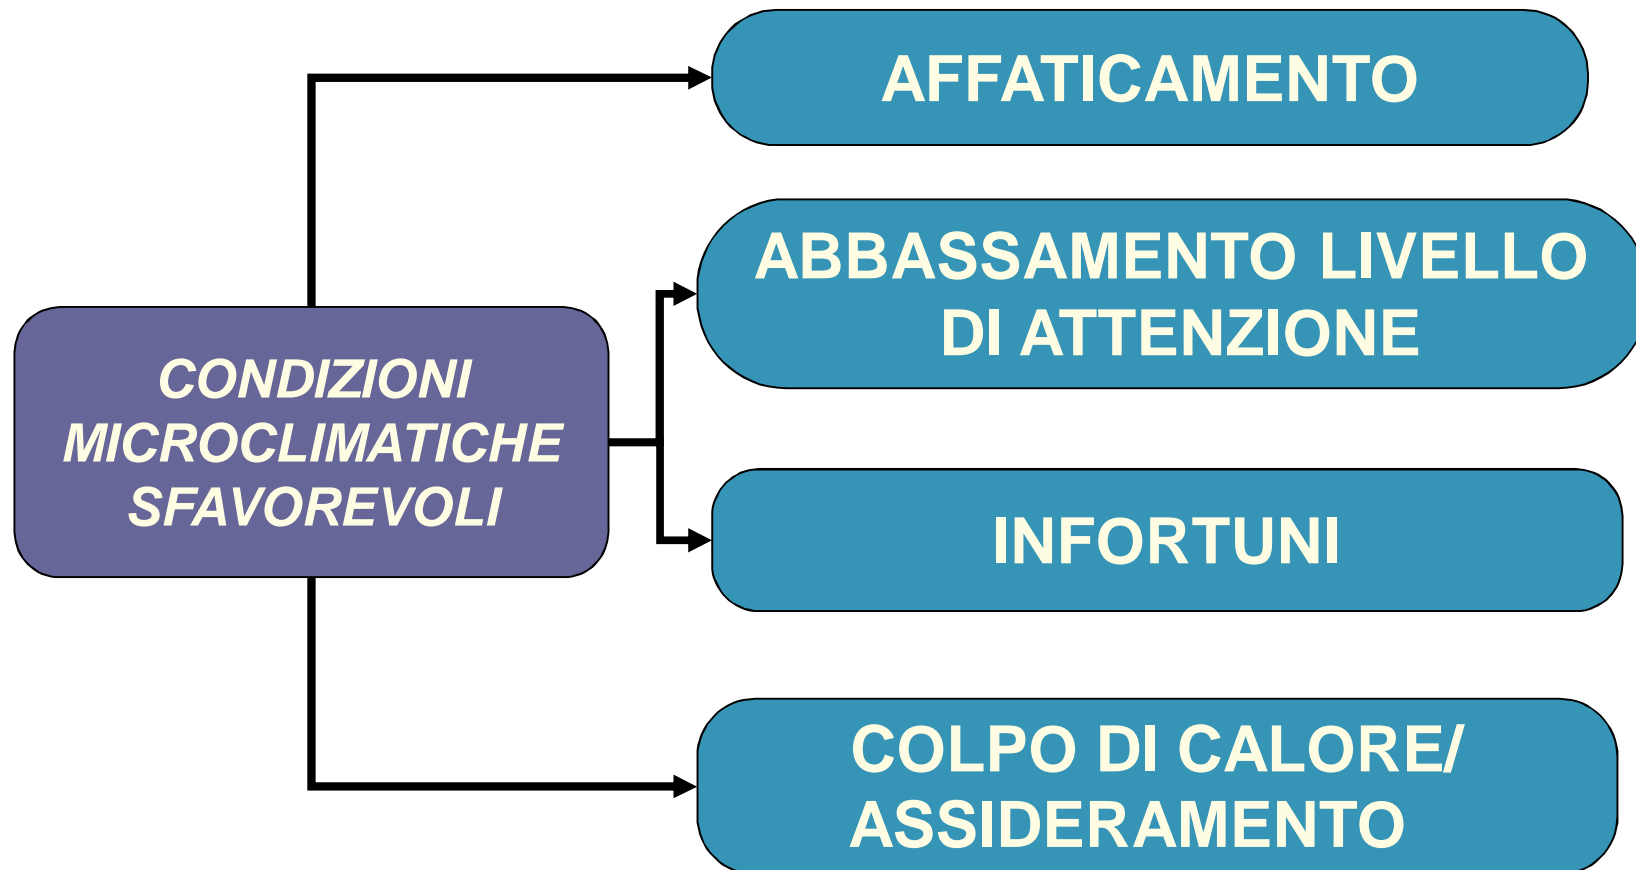 AFFATICAMENTO
ABBASSAMENTO LIVELLO
DI ATTENZIONE
CONDIZIONI
MICROCLIMATICHE
SFAVOREVOLI
INFORTUNI
COLPO DI CALORE/
ASSIDERAMENTO